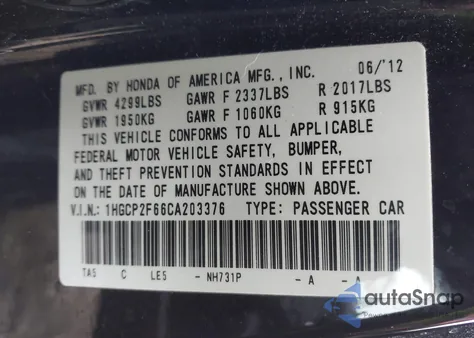 MFD. BY HONDA OF AMERICA MFG., INC. 06/'12
GVWR 4299LBS GAWR F 2337LBS R 2017LBS
GVWR 1950KG GAWR F 1060KG R 915KG
THIS VEHICLE CONFORMS TO ALL APPLICABLE
FEDERAL MOTOR VEHICLE SAFETY, BUMPER,
AND THEFT PREVENTION STANDARDS IN EFFECT
ON THE DATE OF MANUFACTURE SHOWN ABOVE.
V.I.N.: 1HGCP2F66CA203376 TYPE: PASSENGER CAR
TA5 C LE5 - NH731P - A - A
autoSnap